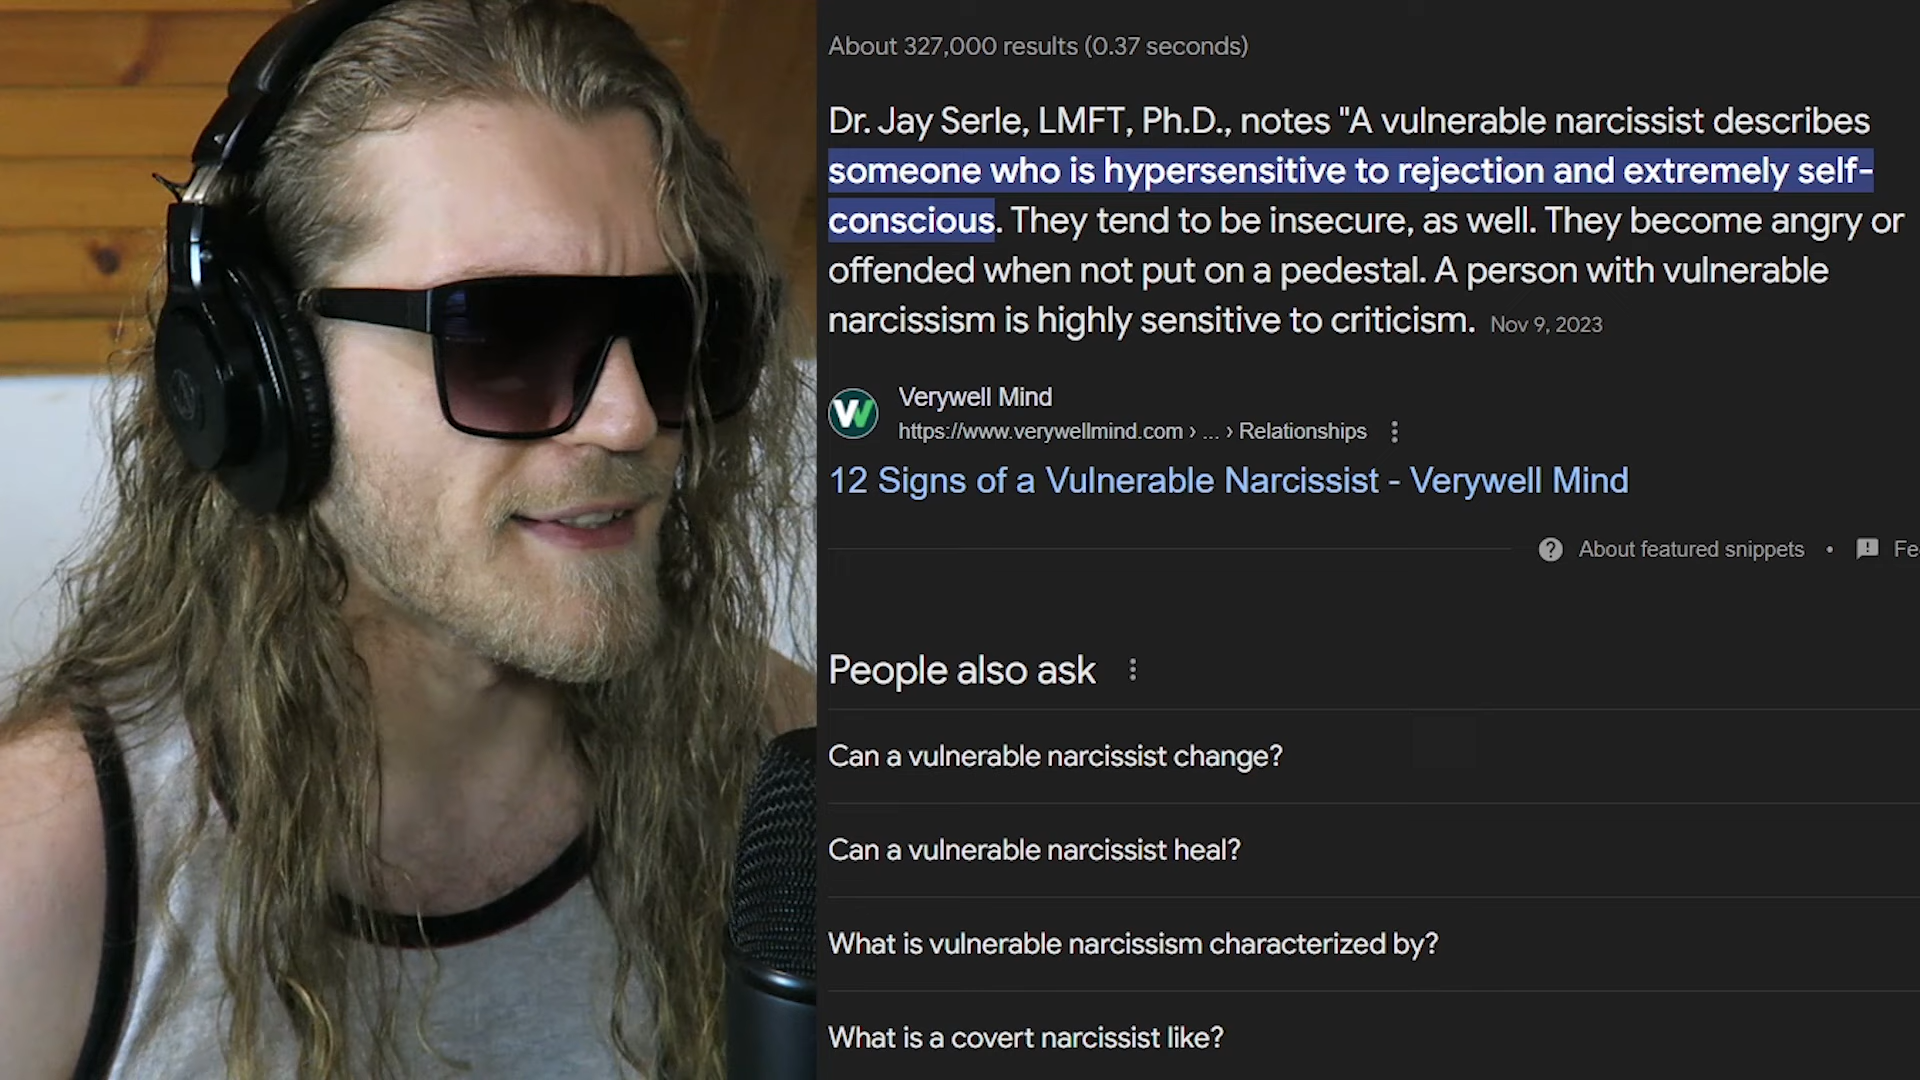 About 327,000 results (0.37 seconds)
Dr. Jay Serle, LMFT, Ph.D., notes "A vulnerable narcissist describes
someone who is hypersensitive to rejection and extremely self-
conscious. They tend to be insecure, as well. They become angry or
offended when not put on a pedestal. A person with vulnerable
narcissism is highly sensitive to criticism. Nov 9, 2023
Verywell Mind
https://www.verywellmind.com › ... › Relationships
12 Signs of a Vulnerable Narcissist - Verywell Mind
About featured snippets • Fe
People also ask
Can a vulnerable narcissist change?
Can a vulnerable narcissist heal?
What is vulnerable narcissism characterized by?
What is a covert narcissist like?